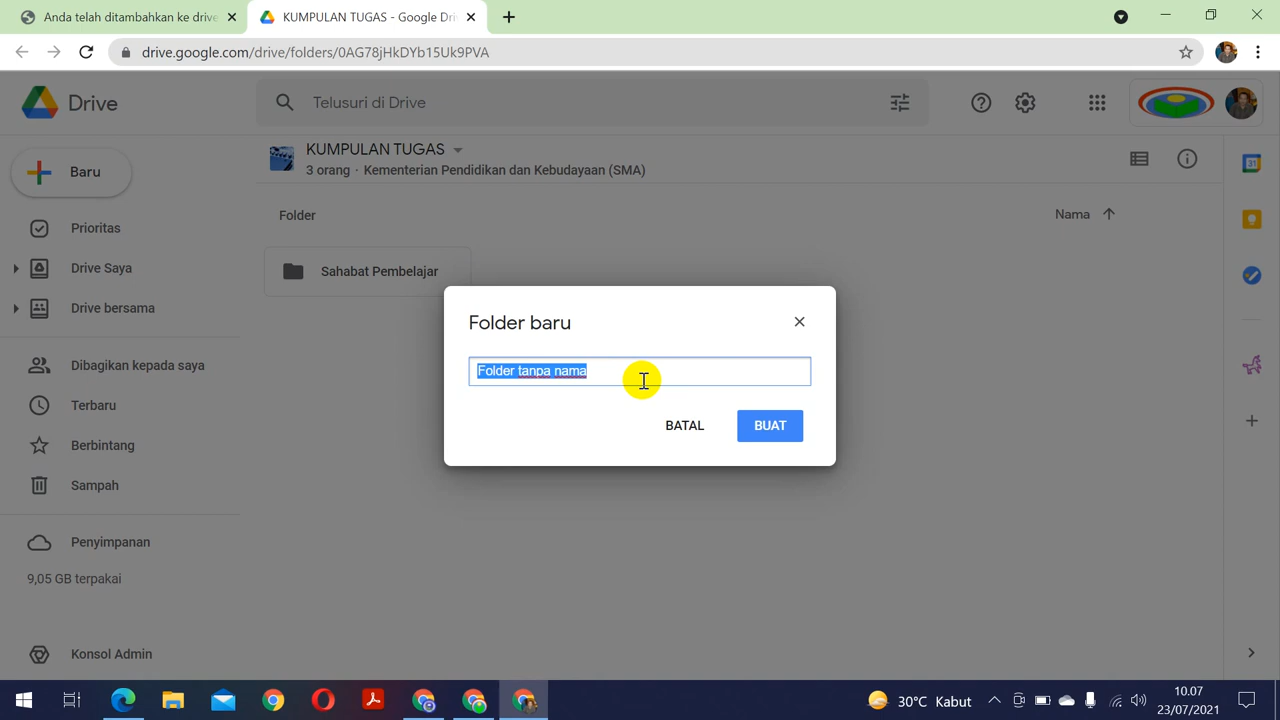 Anda telah ditambahkan ke drive
KUMPULAN TUGAS - Google Dri
drive.google.com/drive/folders/0AG78jHkDYb15Uk9PVA
Drive
Telusuri di Drive
Baru
KUMPULAN TUGAS
3 orang · Kementerian Pendidikan dan Kebudayaan (SMA)
Prioritas
Folder
Nama
Drive Saya
Sahabat Pembelajar
Drive bersama
Folder baru
Dibagikan kepada saya
Folder tanpa nama
Terbaru
BATAL
BUAT
Berbintang
Sampah
Penyimpanan
9,05 GB terpakai
Konsol Admin
30°C Kabut
10.07
23/07/2021